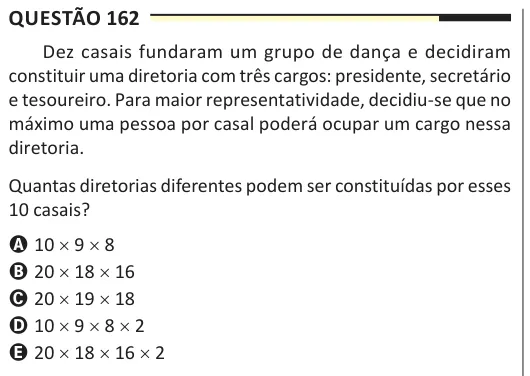 QUESTÃO 162
Dez casais fundaram um grupo de dança e decidiram
constituir uma diretoria com três cargos: presidente, secretário
e tesoureiro. Para maior representatividade, decidiu-se que no
máximo uma pessoa por casal poderá ocupar um cargo nessa
diretoria.
Quantas diretorias diferentes podem ser constituídas por esses
10 casais?
A 10 × 9 × 8
B 20 × 18 × 16
C 20 × 19 × 18
D 10 × 9 × 8 × 2
E 20 × 18 × 16 × 2